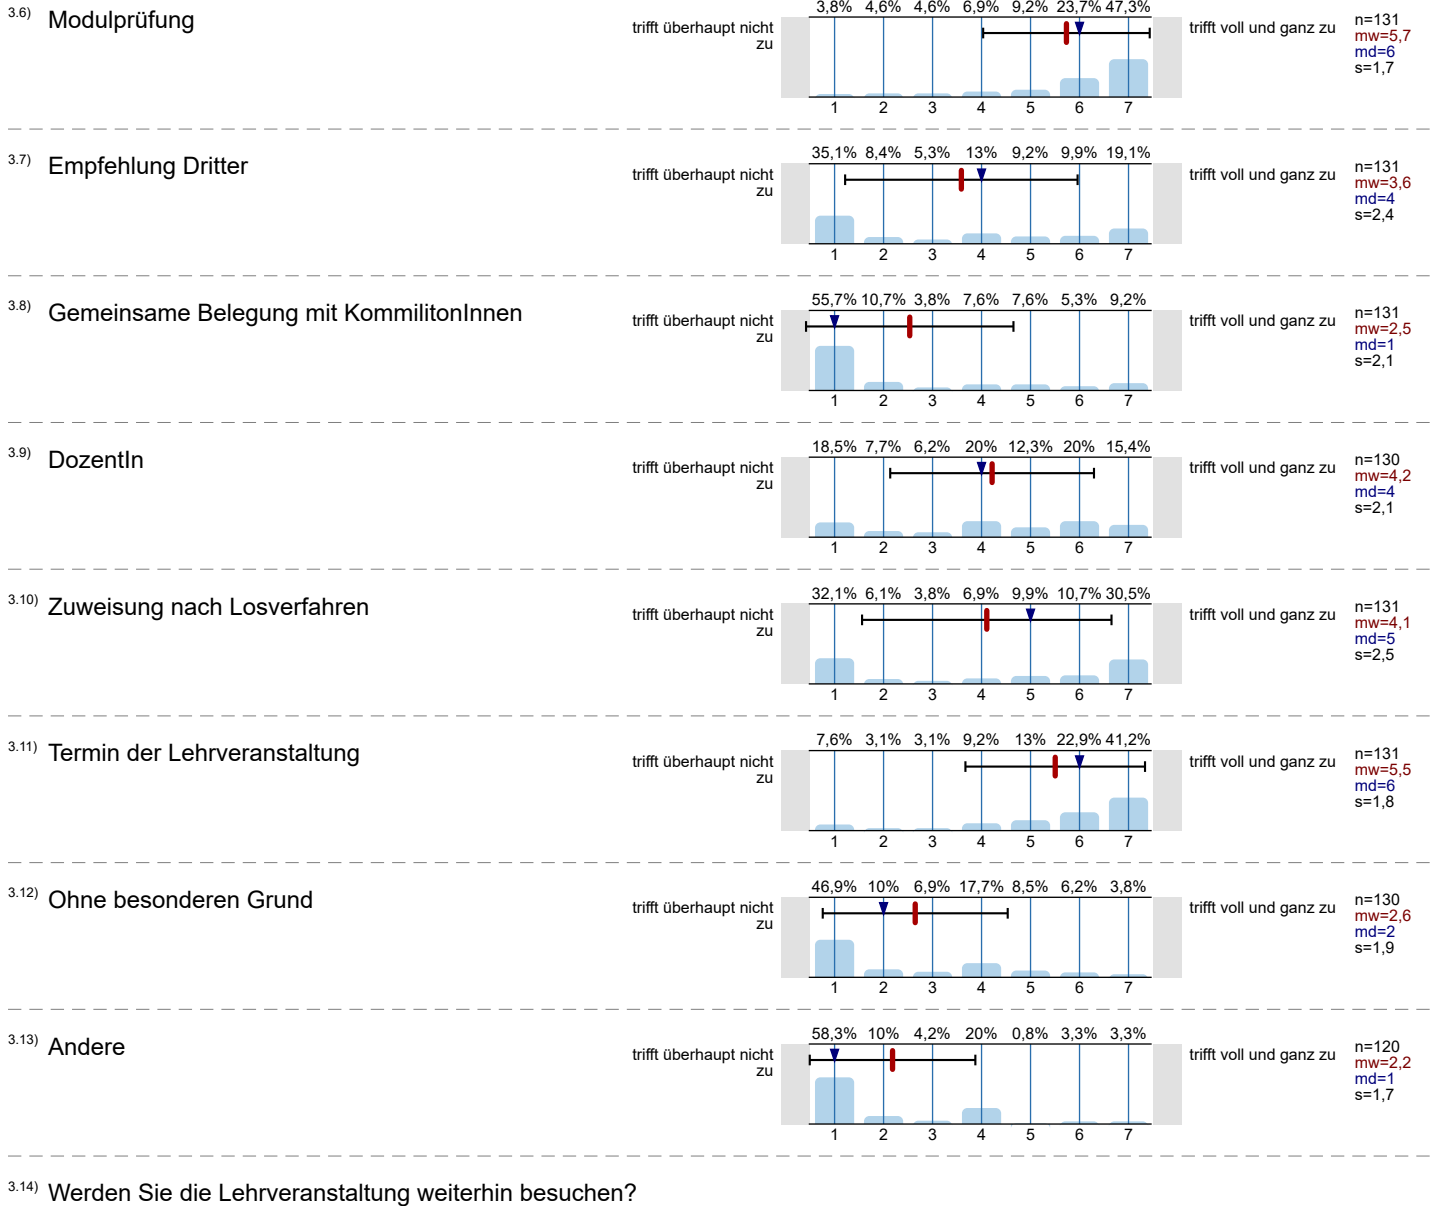 3.6) Modulprüfung
3,8% 4,6% 4,6% 6,9% 9,2% 23,7% 47,3%
trifft überhaupt nicht
zu
trifft voll und ganz zu
n=131
mw=5,7
md=6
s=1,7
1 2 3 4 5 6 7
3.7) Empfehlung Dritter
35,1% 8,4% 5,3% 13% 9,2% 9,9% 19,1%
trifft überhaupt nicht
zu
trifft voll und ganz zu
n=131
mw=3,6
md=4
s=2,4
1 2 3 4 5 6 7
3.8) Gemeinsame Belegung mit KommilitonInnen
55,7% 10,7% 3,8% 7,6% 7,6% 5,3% 9,2%
trifft überhaupt nicht
zu
trifft voll und ganz zu
n=131
mw=2,5
md=1
s=2,1
1 2 3 4 5 6 7
3.9) DozentIn
18,5% 7,7% 6,2% 20% 12,3% 20% 15,4%
trifft überhaupt nicht
zu
trifft voll und ganz zu
n=130
mw=4,2
md=4
s=2,1
1 2 3 4 5 6 7
3.10) Zuweisung nach Losverfahren
32,1% 6,1% 3,8% 6,9% 9,9% 10,7% 30,5%
trifft überhaupt nicht
zu
trifft voll und ganz zu
n=131
mw=4,1
md=5
s=2,5
1 2 3 4 5 6 7
3.11) Termin der Lehrveranstaltung
7,6% 3,1% 3,1% 9,2% 13% 22,9% 41,2%
trifft überhaupt nicht
zu
trifft voll und ganz zu
n=131
mw=5,5
md=6
s=1,8
1 2 3 4 5 6 7
3.12) Ohne besonderen Grund
46,9% 10% 6,9% 17,7% 8,5% 6,2% 3,8%
trifft überhaupt nicht
zu
trifft voll und ganz zu
n=130
mw=2,6
md=2
s=1,9
1 2 3 4 5 6 7
3.13) Andere
58,3% 10% 4,2% 20% 0,8% 3,3% 3,3%
trifft überhaupt nicht
zu
trifft voll und ganz zu
n=120
mw=2,2
md=1
s=1,7
1 2 3 4 5 6 7
3.14) Werden Sie die Lehrveranstaltung weiterhin besuchen?